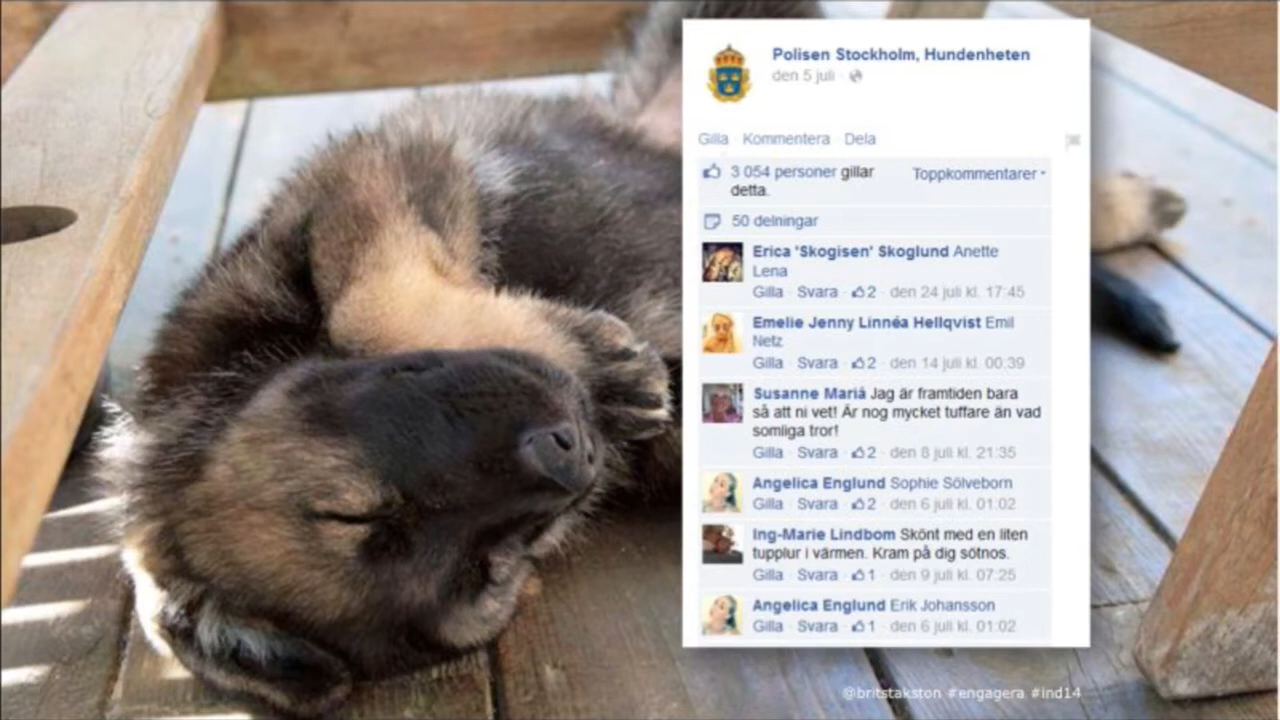 Polisen Stockholm, Hundenheten
den 5 juli ·
Gilla · Kommentera · Dela
3 054 personer gillar
detta.
Toppkommentarer
50 delningar
Erica 'Skogisen' Skoglund Anette
Lena
Gilla · Svara · 2 · den 24 juli kl. 17:45
Emelie Jenny Linnéa Hellqvist Emil
Netz
Gilla · Svara · 2 · den 14 juli kl. 00:39
Susanne Mariá Jag är framtiden bara
så att ni vet! Är nog mycket tuffare än vad
somliga tror!
Gilla · Svara · 2 · den 8 juli kl. 21:35
Angelica Englund Sophie Sölveborn
Gilla · Svara · 2 · den 6 juli kl. 01:02
Ing-Marie Lindbom Skönt med en liten
tupplur i värmen. Kram på dig sötnos.
Gilla · Svara · 1 · den 9 juli kl. 07:25
Angelica Englund Erik Johansson
Gilla · Svara · 1 · den 6 juli kl. 01:02
@britstakston #engagera #ind14